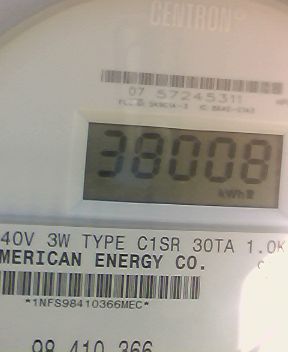 CENTRON®
07 57245311
38008
kWh
40V 3W TYPE C1SR 30TA 1.0K
MERICAN ENERGY CO.
*1NFS98410366MEC*
98 410 366